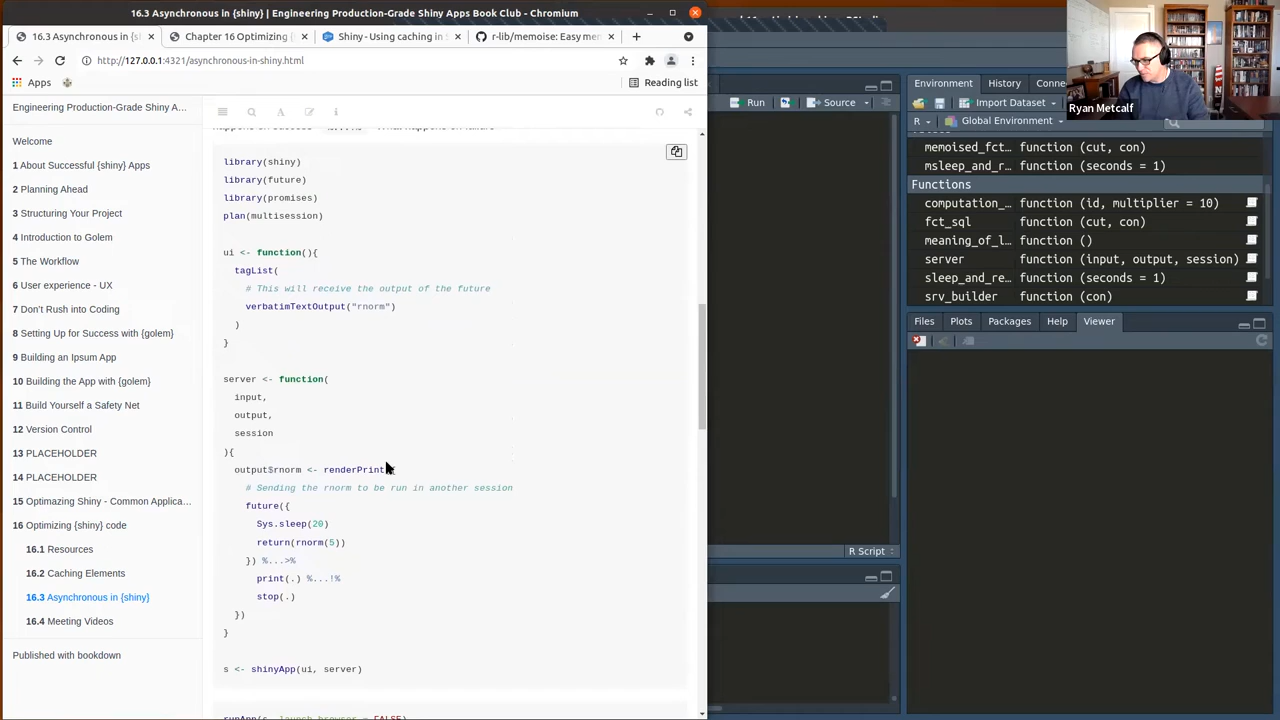 16.3 Asynchronous in {shiny} | Engineering Production-Grade Shiny Apps Book Club - Chromium
16.3 Asynchronous in {shiny}
Chapter 16 Optimizing
Shiny - Using caching in S
r-lib/memoise: Easy mem
http://127.0.0.1:4321/asynchronous-in-shiny.html
Apps
Reading list
Engineering Production-Grade Shiny A...
Welcome
1 About Successful {shiny} Apps
2 Planning Ahead
3 Structuring Your Project
4 Introduction to Golem
5 The Workflow
6 User experience - UX
7 Don't Rush into Coding
8 Setting Up for Success with {golem}
9 Building an Ipsum App
10 Building the App with {golem}
11 Build Yourself a Safety Net
12 Version Control
13 PLACEHOLDER
14 PLACEHOLDER
15 Optimazing Shiny - Common Applica...
16 Optimizing {shiny} code
16.1 Resources
16.2 Caching Elements
16.3 Asynchronous in {shiny}
16.4 Meeting Videos
Published with bookdown
library(shiny)
library(future)
library(promises)
plan(multisession)
ui <- function(){
tagList(
# This will receive the output of the future
verbatimTextOutput("rnorm")
)
}
server <- function(
input,
output,
session
){
output$rnorm <- renderPrint
# Sending the rnorm to be run in another session
future({
Sys.sleep(20)
return(rnorm(5))
}) %...>%
print(.) %...!%
stop(.)
})
}
s <- shinyApp(ui, server)
Run
Source
R Script
Environment
History
Conne
Import Dataset
R
Global Environment
memoised_fct... function (cut, con)
msleep_and_r... function (seconds = 1)
Functions
computation_... function (id, multiplier = 10)
fct_sql function (cut, con)
meaning_of_l... function ()
server function (input, output, session)
sleep_and_re... function (seconds = 1)
srv_builder function (con)
Files
Plots
Packages
Help
Viewer
Ryan Metcalf